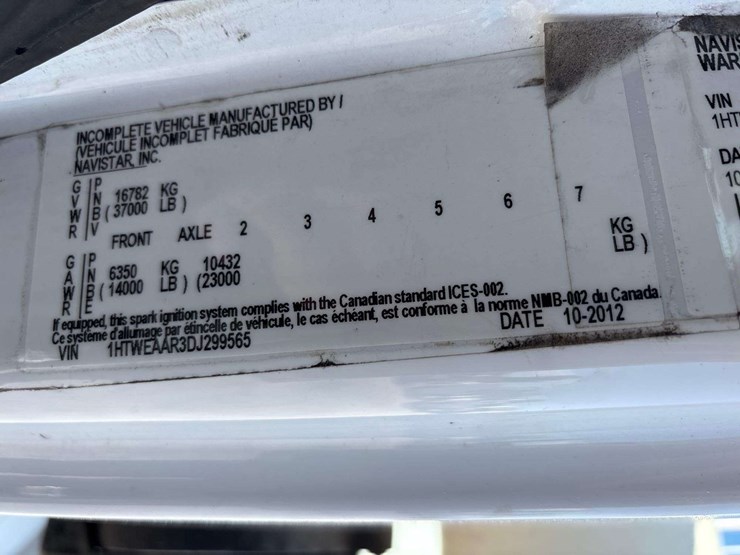 INCOMPLETE VEHICLE MANUFACTURED BY /
(VEHICULE INCOMPLET FABRIQUE PAR)
NAVISTAR, INC.
G P
V N 16782 KG
W B ( 37000 LB )
R V
FRONT AXLE 2 3 4 5 6 7
G P
A N 6350 KG 10432 KG
W B ( 14000 LB ) (23000 LB )
R E
If equipped, this spark ignition system complies with the Canadian standard ICES-002.
Ce système d'allumage par étincelle de véhicule, le cas échéant, est conforme à la norme NMB-002 du Canada.
VIN 1HTWEAAR3DJ299565 DATE 10-2012
NAVIS
WAR
VIN
1HT
DA
10